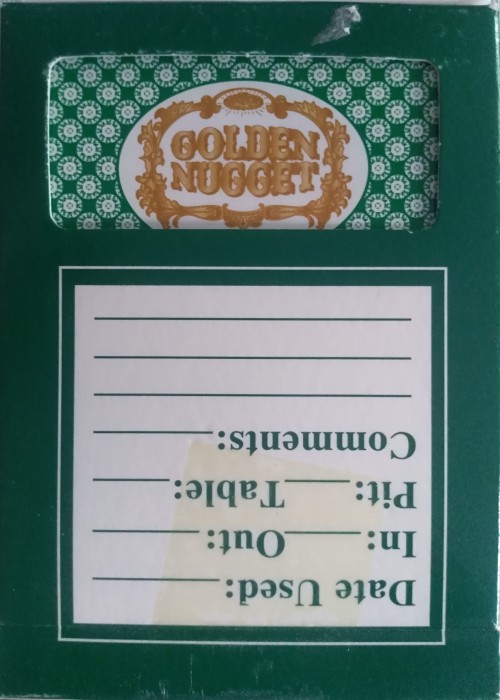 GOLDEN
NUGGET
Date Used:
In: Out:
Pit: Table:
Comments: